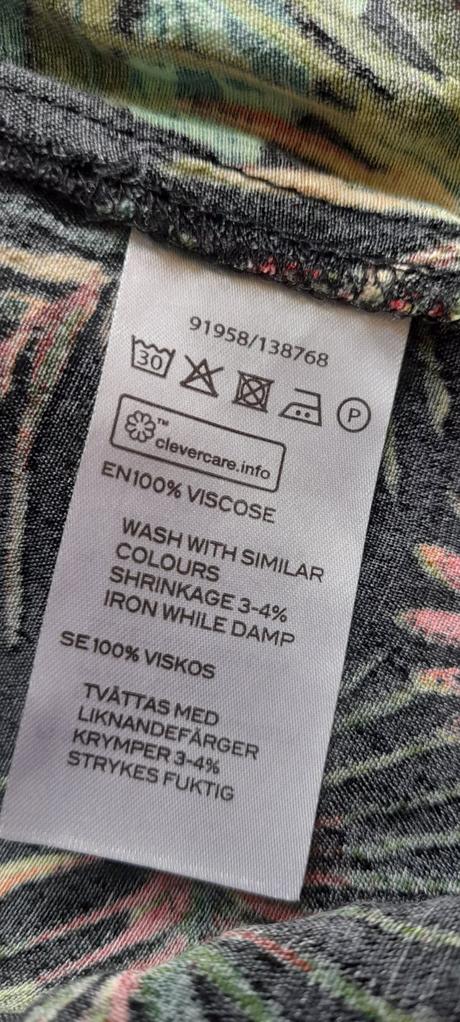 91958/138768
30
P
™
clevercare.info
EN100% VISCOSE
WASH WITH SIMILAR
COLOURS
SHRINKAGE 3-4%
IRON WHILE DAMP
SE100% VISKOS
TVÄTTAS MED
LIKNANDEFÄRGER
KRYMPER 3-4%
STRYKES FUKTIG